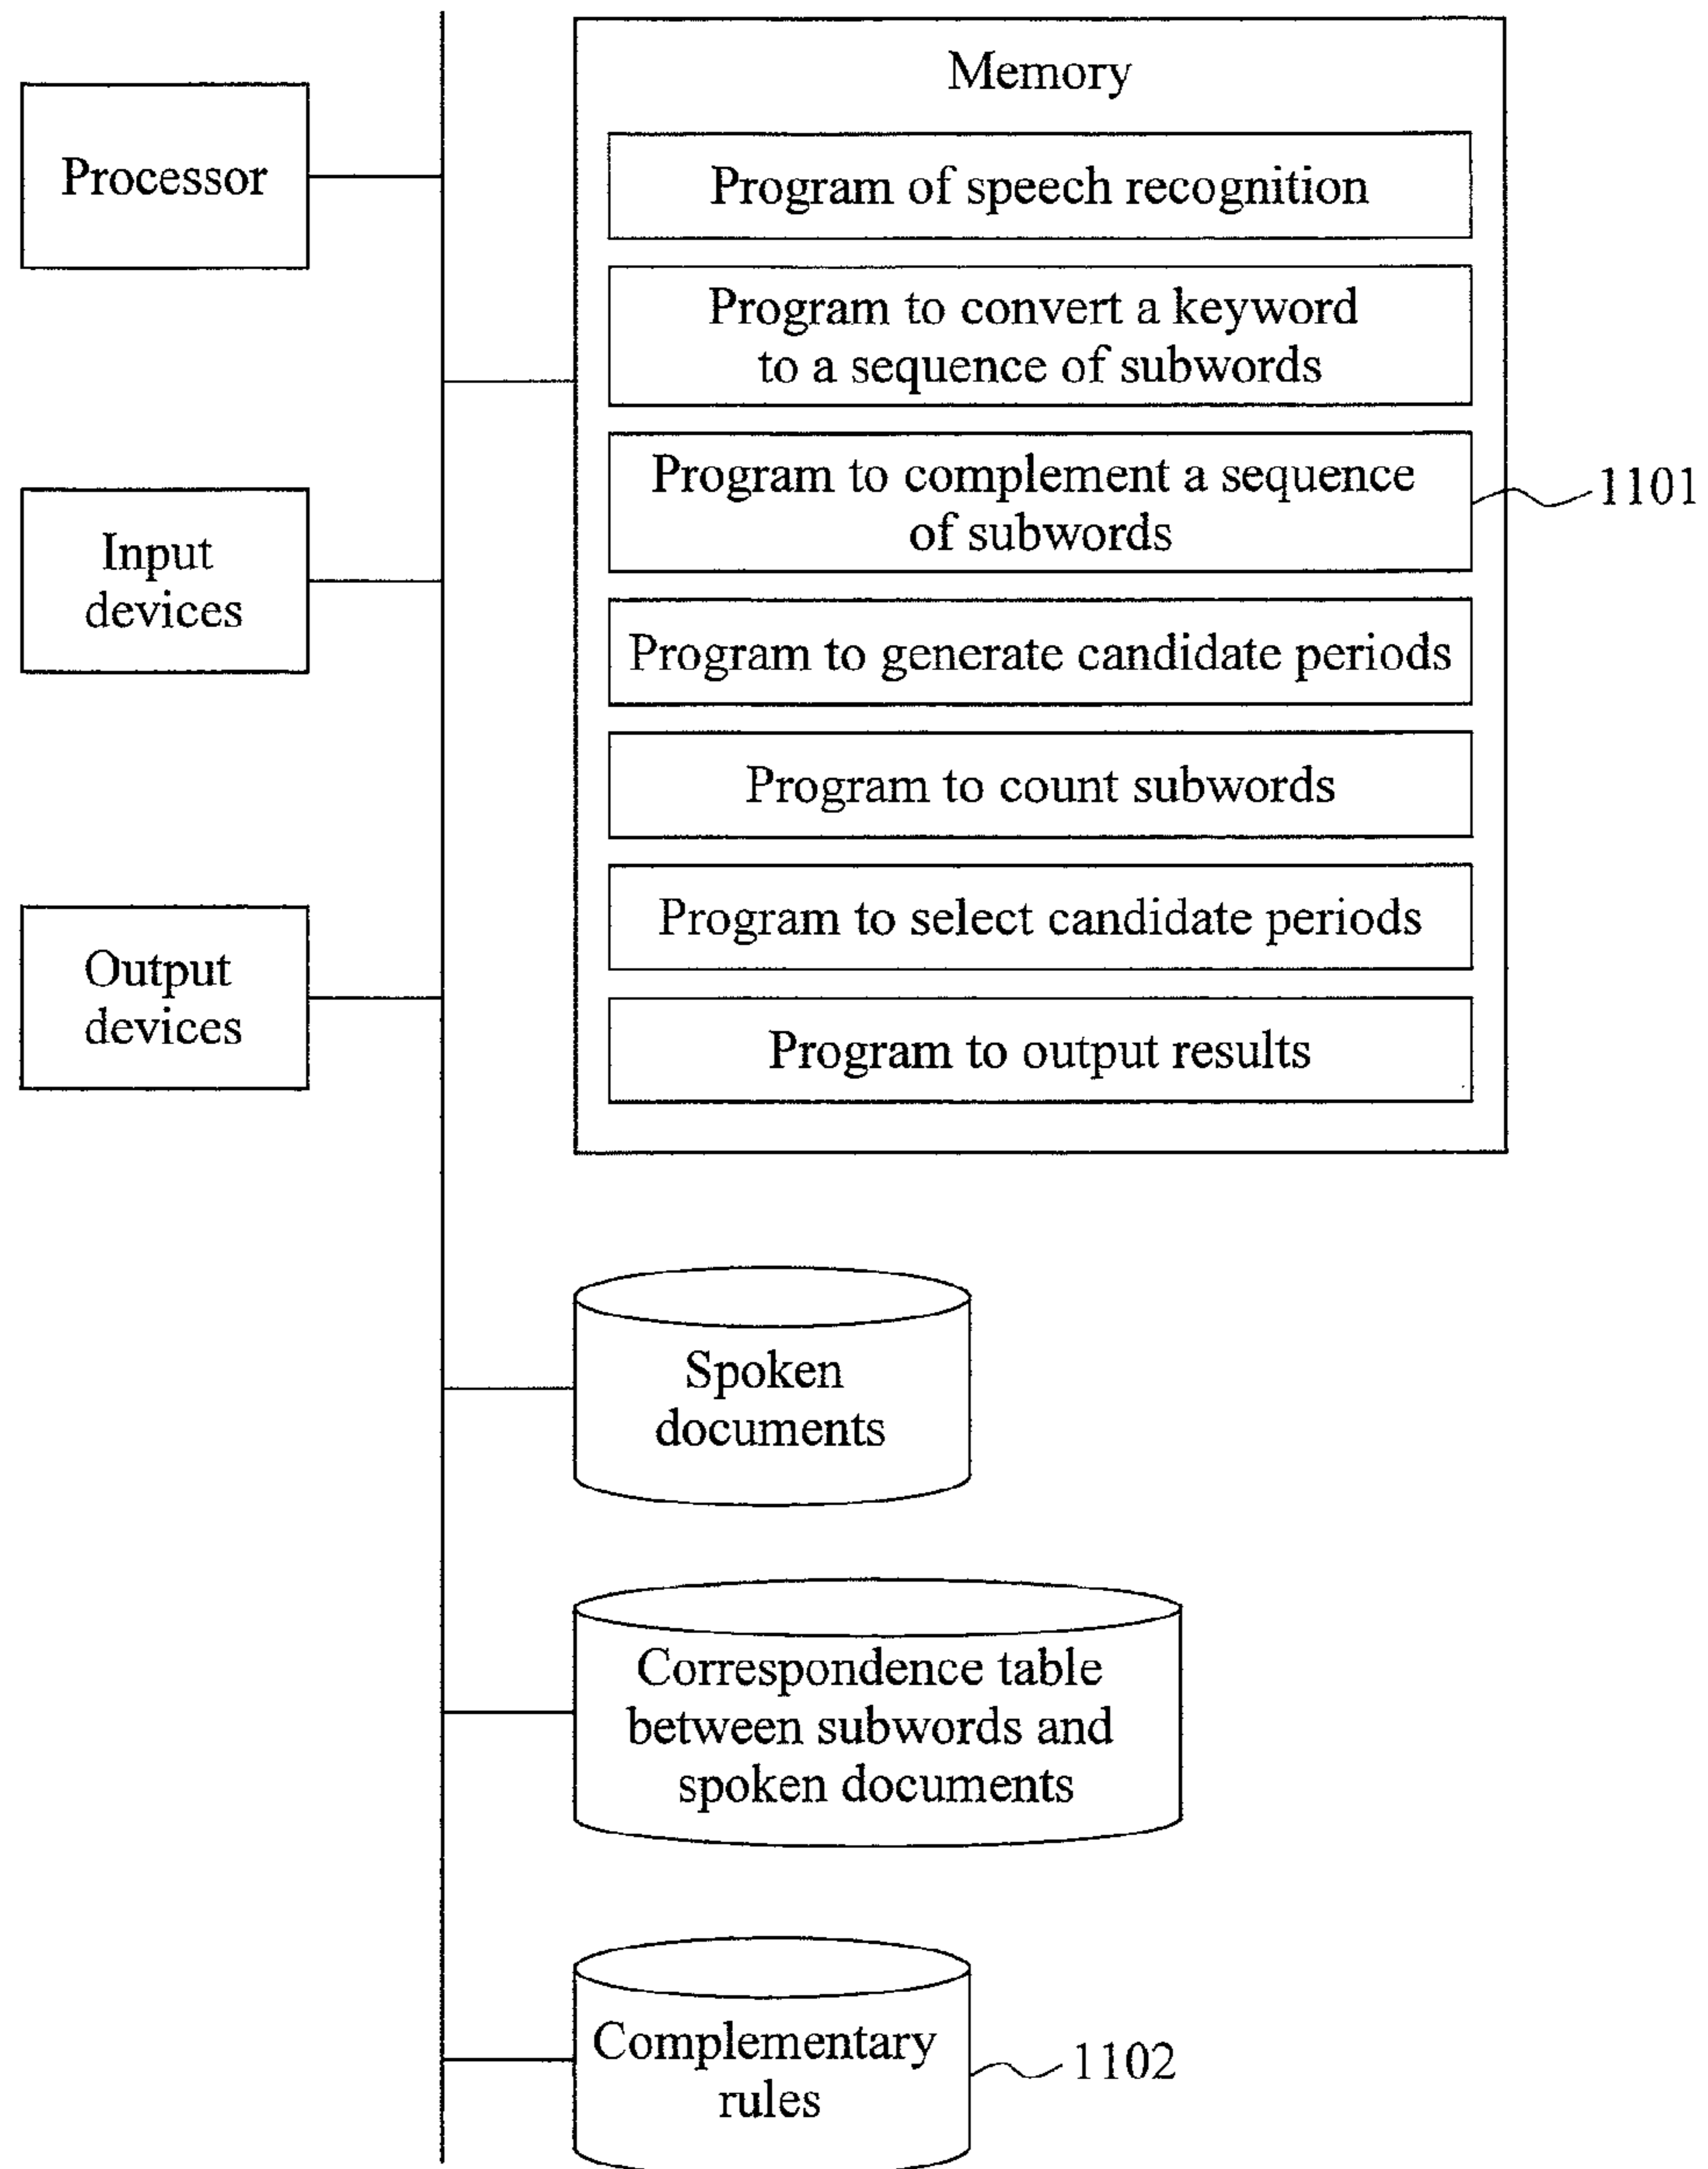 Memory
Processor
Program of speech recognition
Program to convert a keyword
to a sequence of subwords
Program to complement a sequence
of subwords
1101
Input
devices
Program to generate candidate periods
Program to count subwords
Program to select candidate periods
Output
devices
Program to output results
Spoken
documents
Correspondence table
between subwords and
spoken documents
Complementary
rules
1102